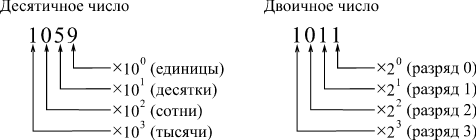 Десятичное число
1059
×10⁰ (единицы)
×10¹ (десятки)
×10² (сотни)
×10³ (тысячи)
Двоичное число
1011
×2⁰ (разряд 0)
×2¹ (разряд 1)
×2² (разряд 2)
×2³ (разряд 3)